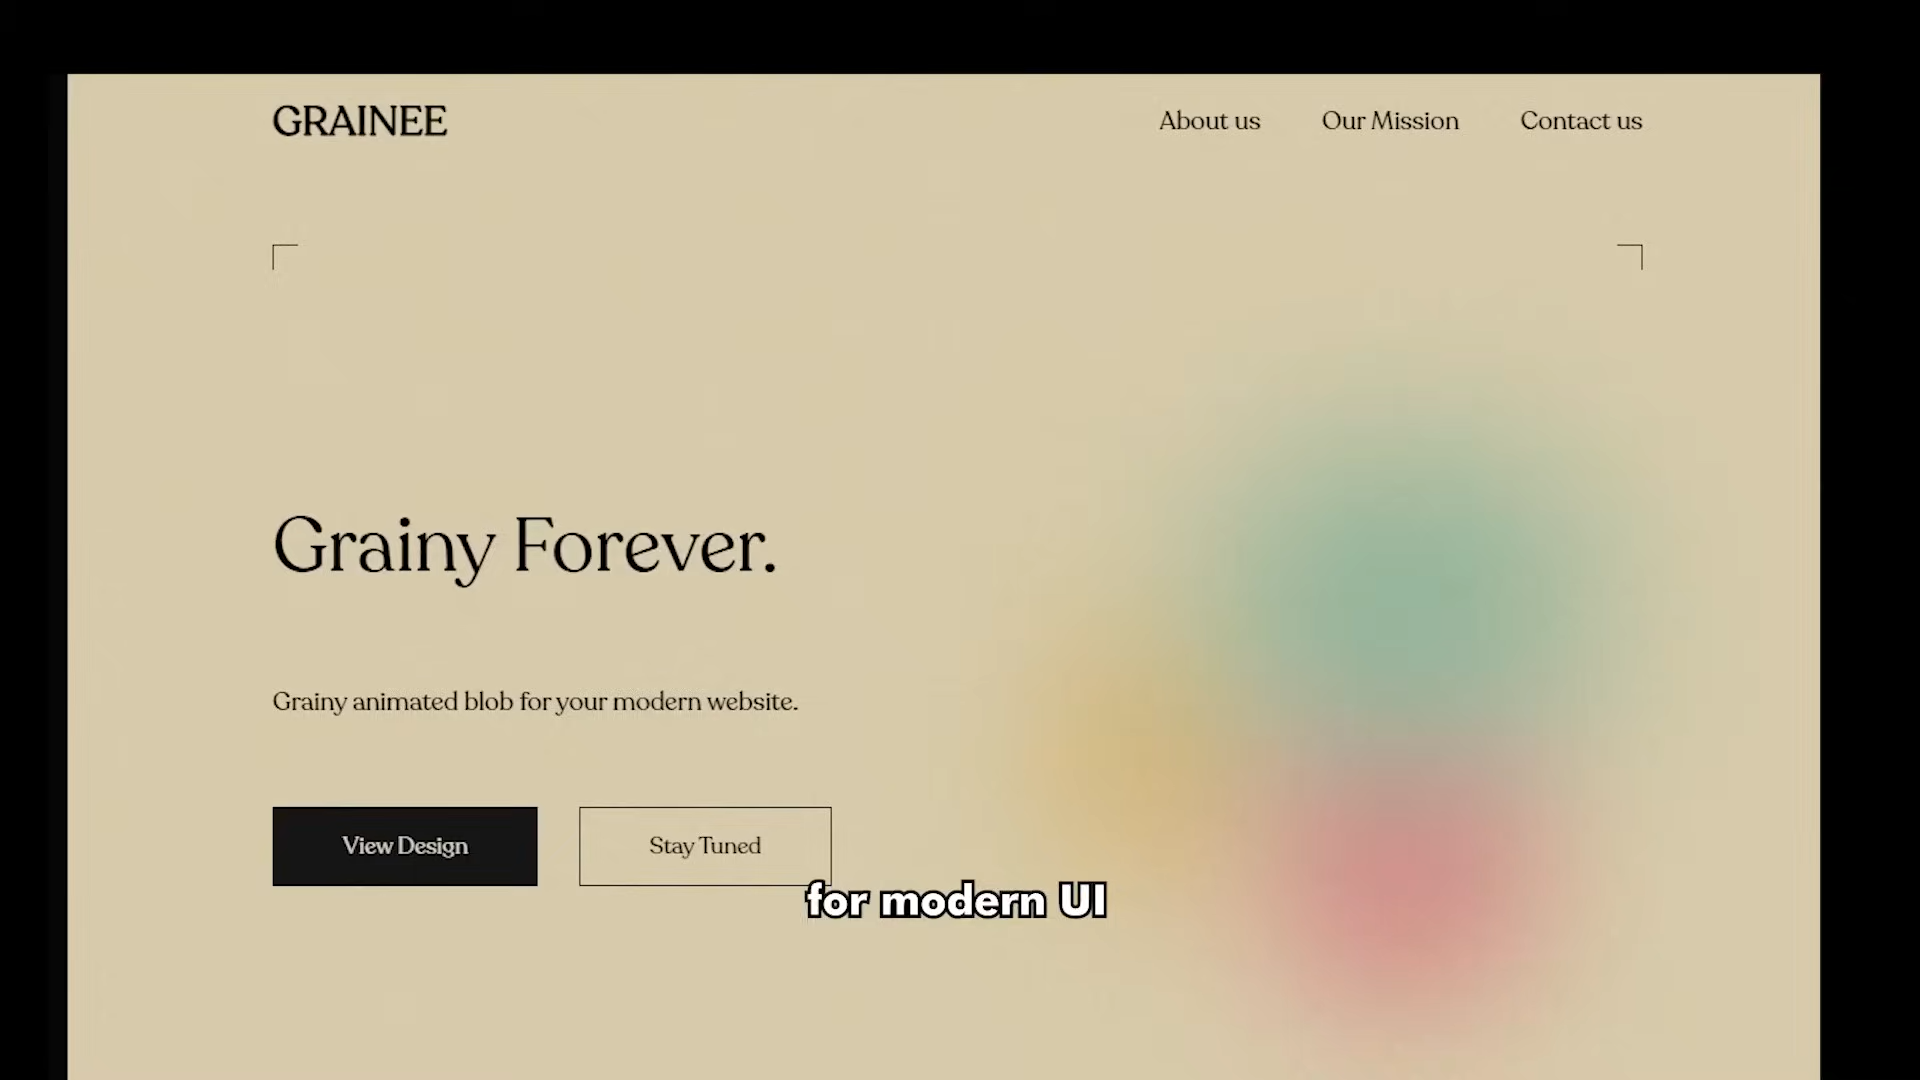 GRAINEE
About us
Our Mission
Contact us
Grainy Forever.
Grainy animated blob for your modern website.
View Design
Stay Tuned
for modern UI